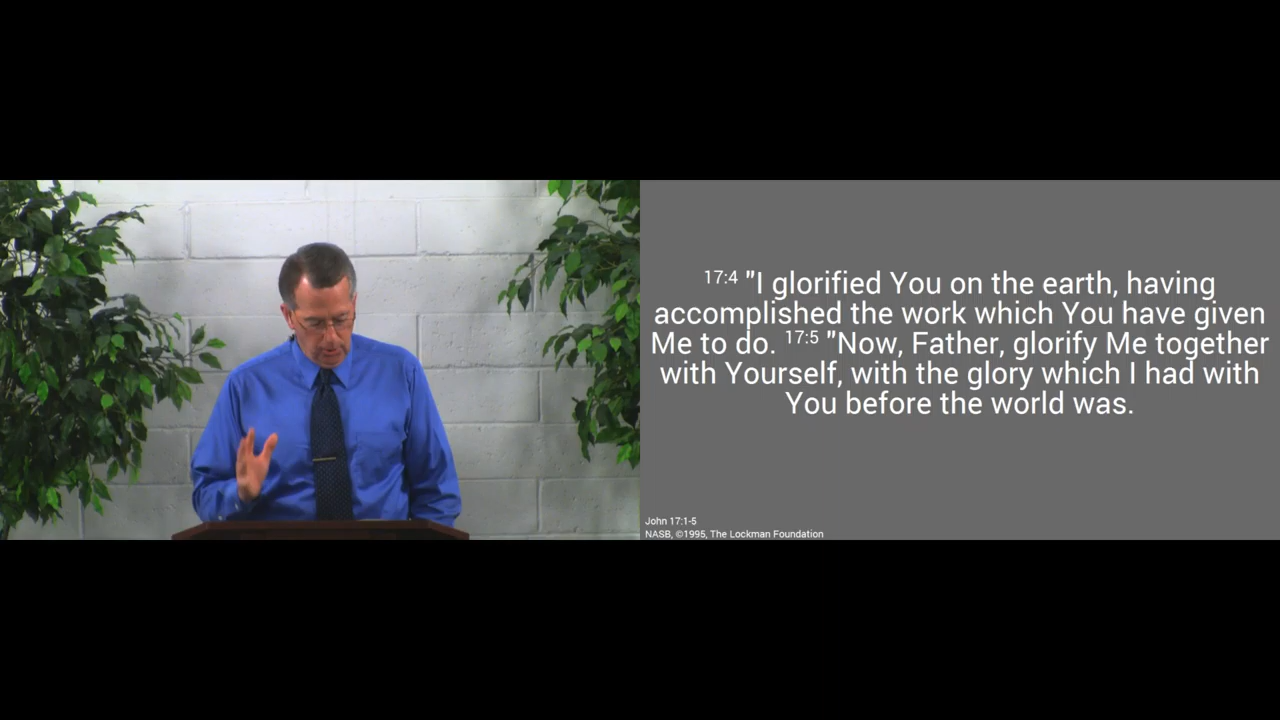 17:4 "I glorified You on the earth, having
accomplished the work which You have given
Me to do. 17:5 "Now, Father, glorify Me together
with Yourself, with the glory which I had with
You before the world was.
John 17:1-5
NASB, ©1995, The Lockman Foundation